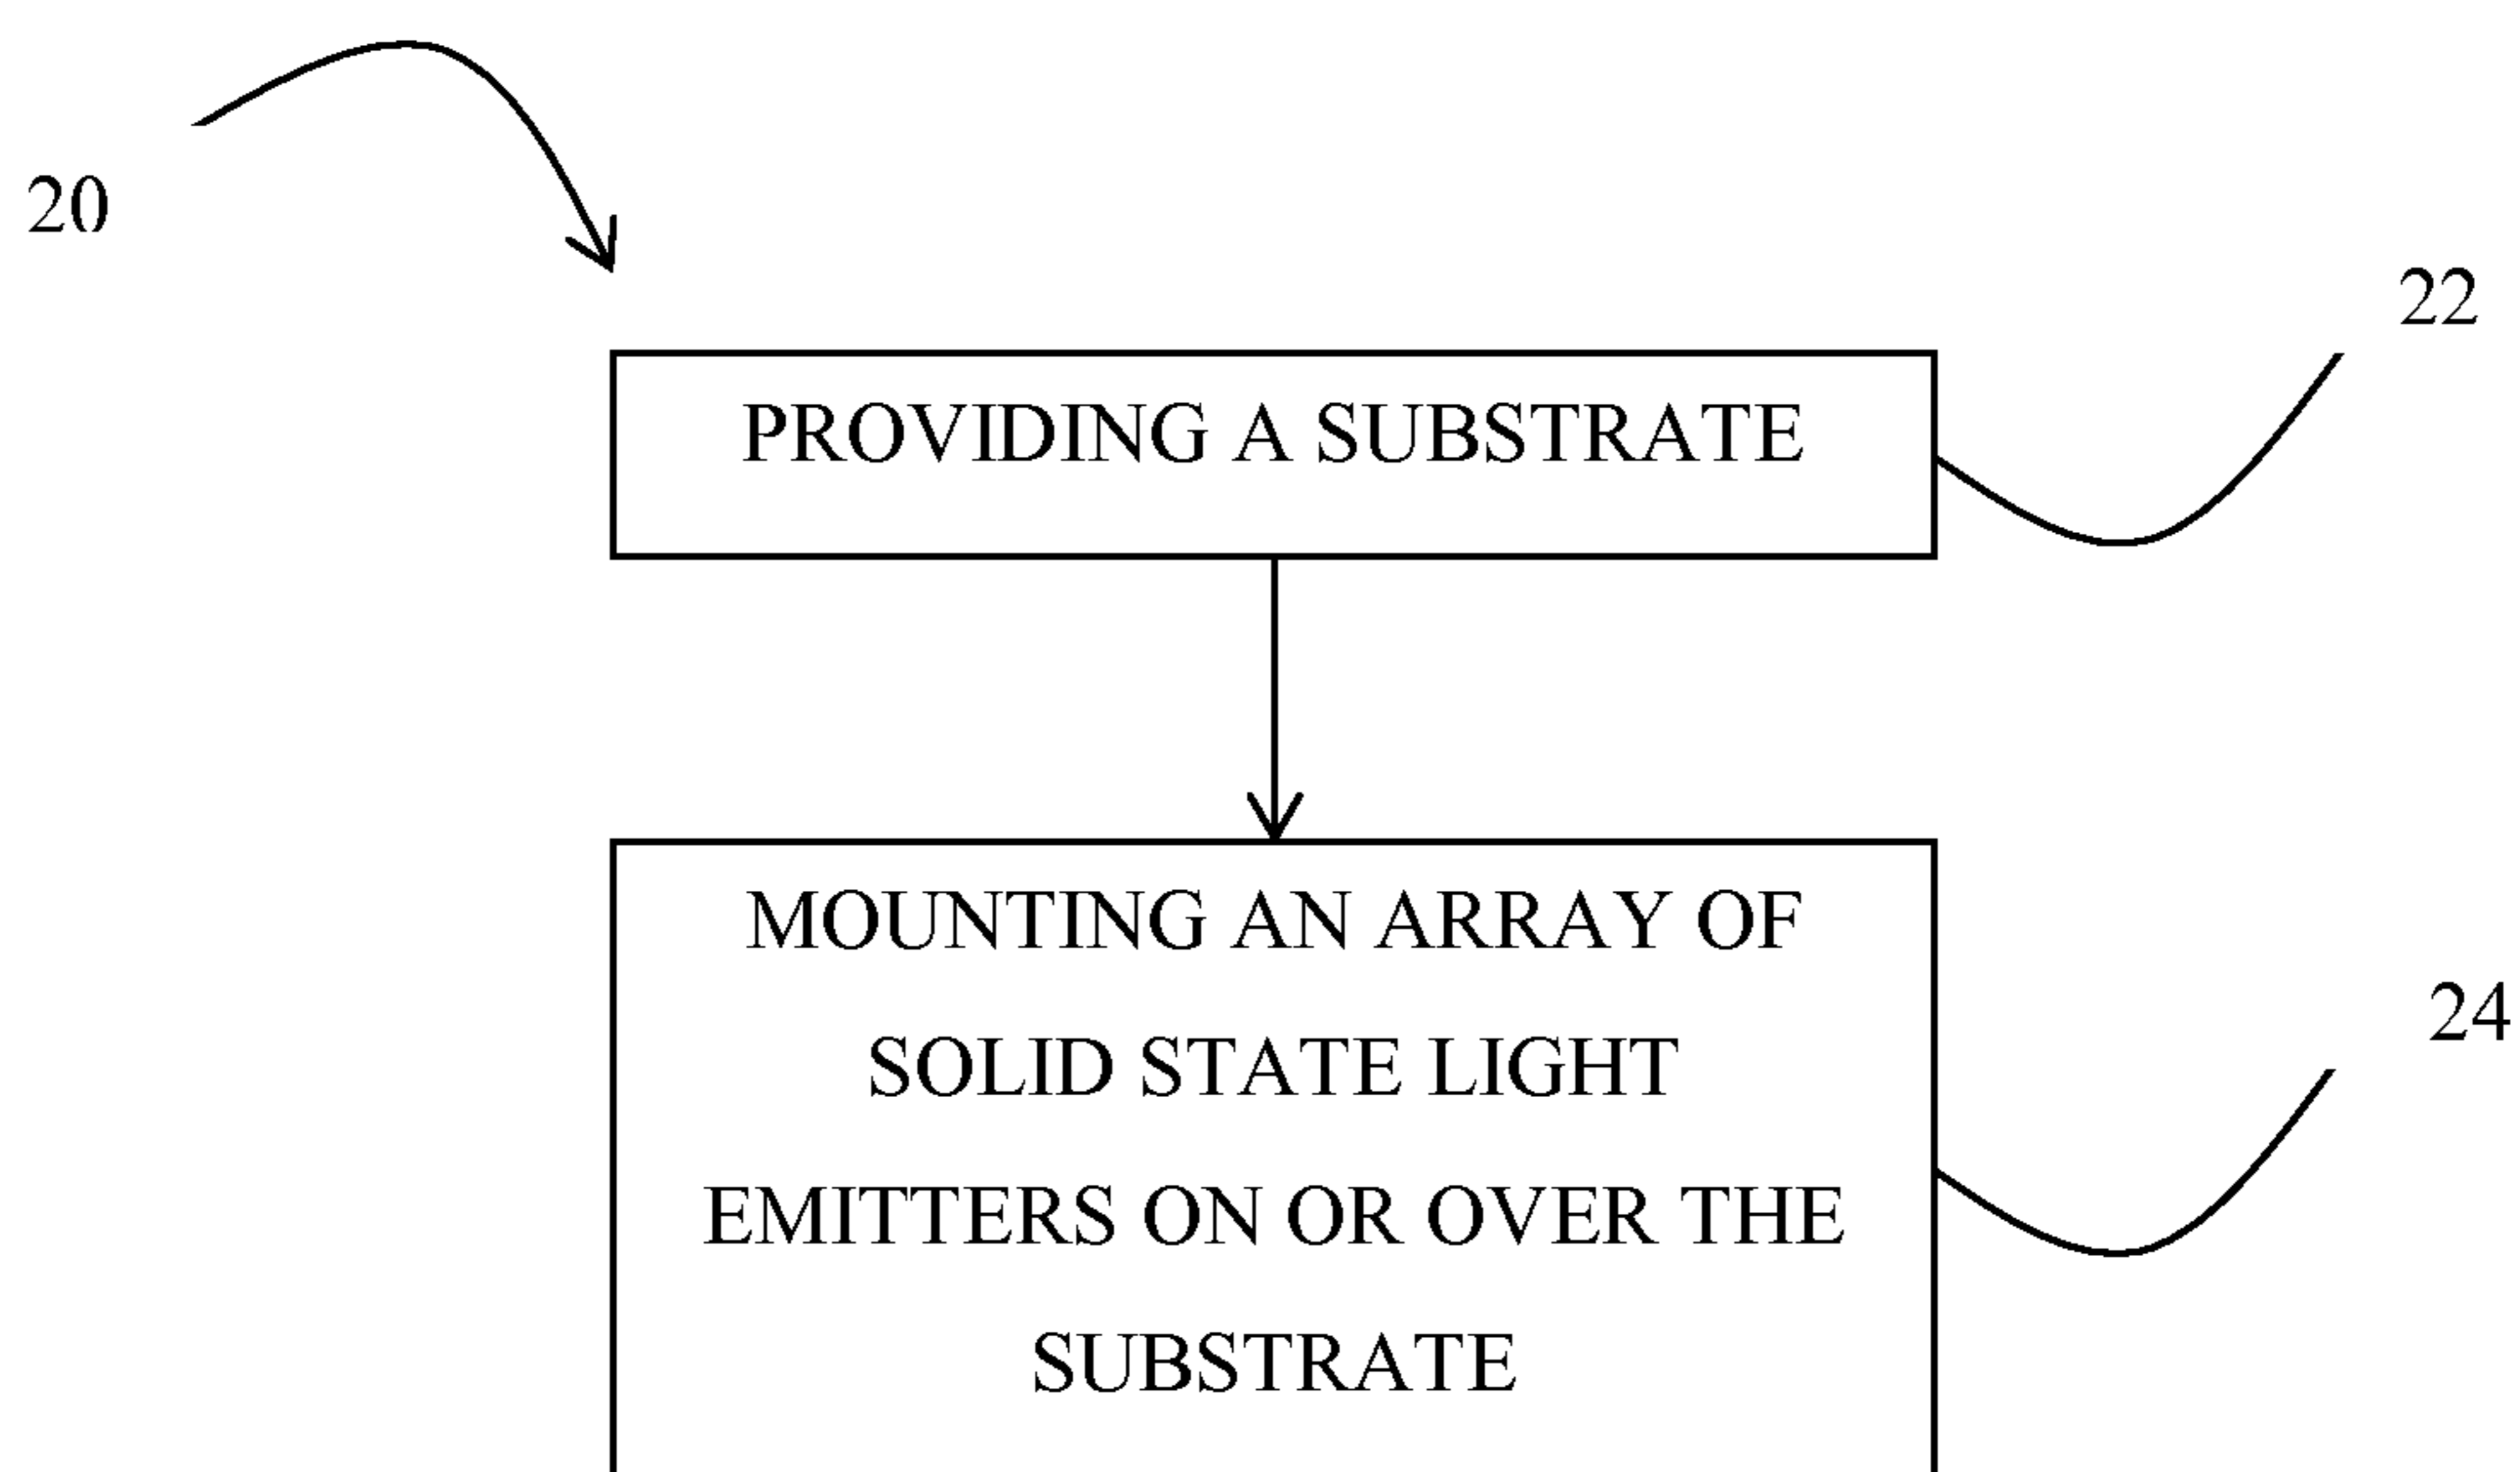 20
22
PROVIDING A SUBSTRATE
MOUNTING AN ARRAY OF
SOLID STATE LIGHT
24
EMITTERS ON OR OVER THE
SUBSTRATE